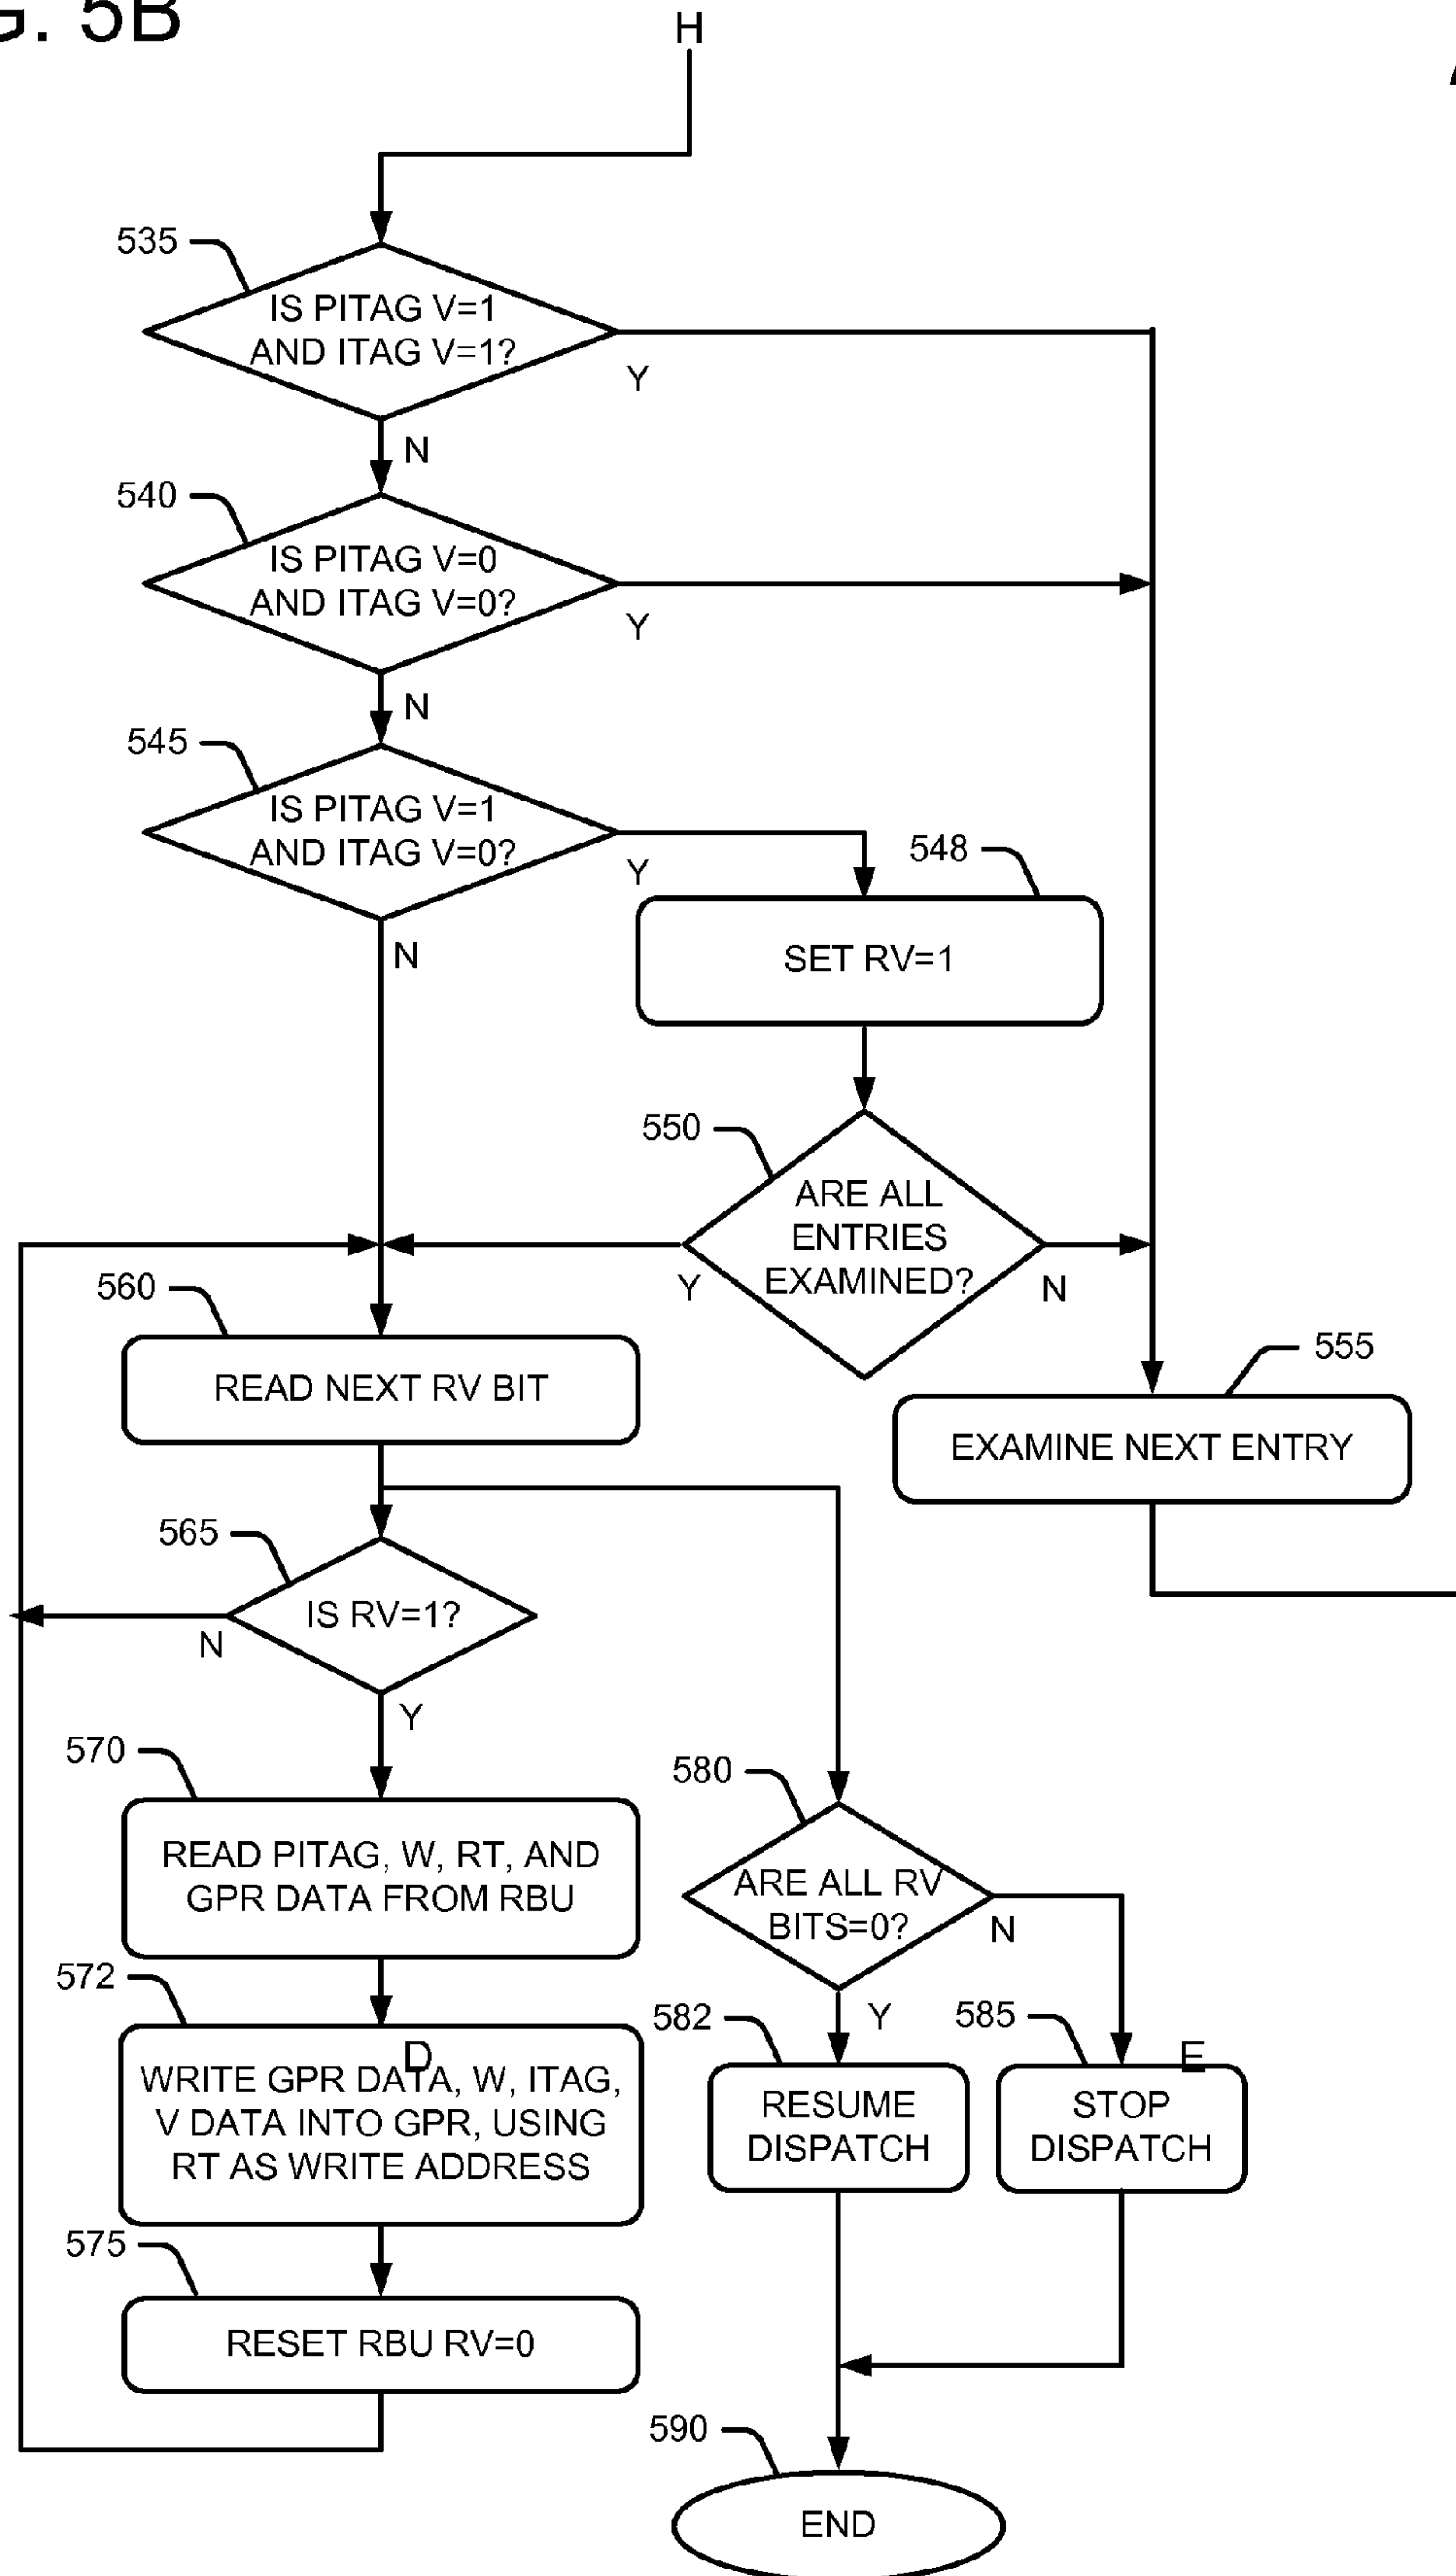 G. 5B
H
535
IS PITAG V=1
AND ITAG V=1?
Y
N
540
IS PITAG V=0
AND ITAG V=0?
Y
N
545
IS PITAG V=1
AND ITAG V=0?
Y
N
548
SET RV=1
550
ARE ALL
ENTRIES
EXAMINED?
Y
N
555
EXAMINE NEXT ENTRY
560
READ NEXT RV BIT
565
IS RV=1?
N
Y
570
READ PITAG, W, RT, AND
GPR DATA FROM RBU
572
D
WRITE GPR DATA, W, ITAG,
V DATA INTO GPR, USING
RT AS WRITE ADDRESS
575
RESET RBU RV=0
580
ARE ALL RV
BITS=0?
N
Y
582
RESUME
DISPATCH
585
E
STOP
DISPATCH
590
END